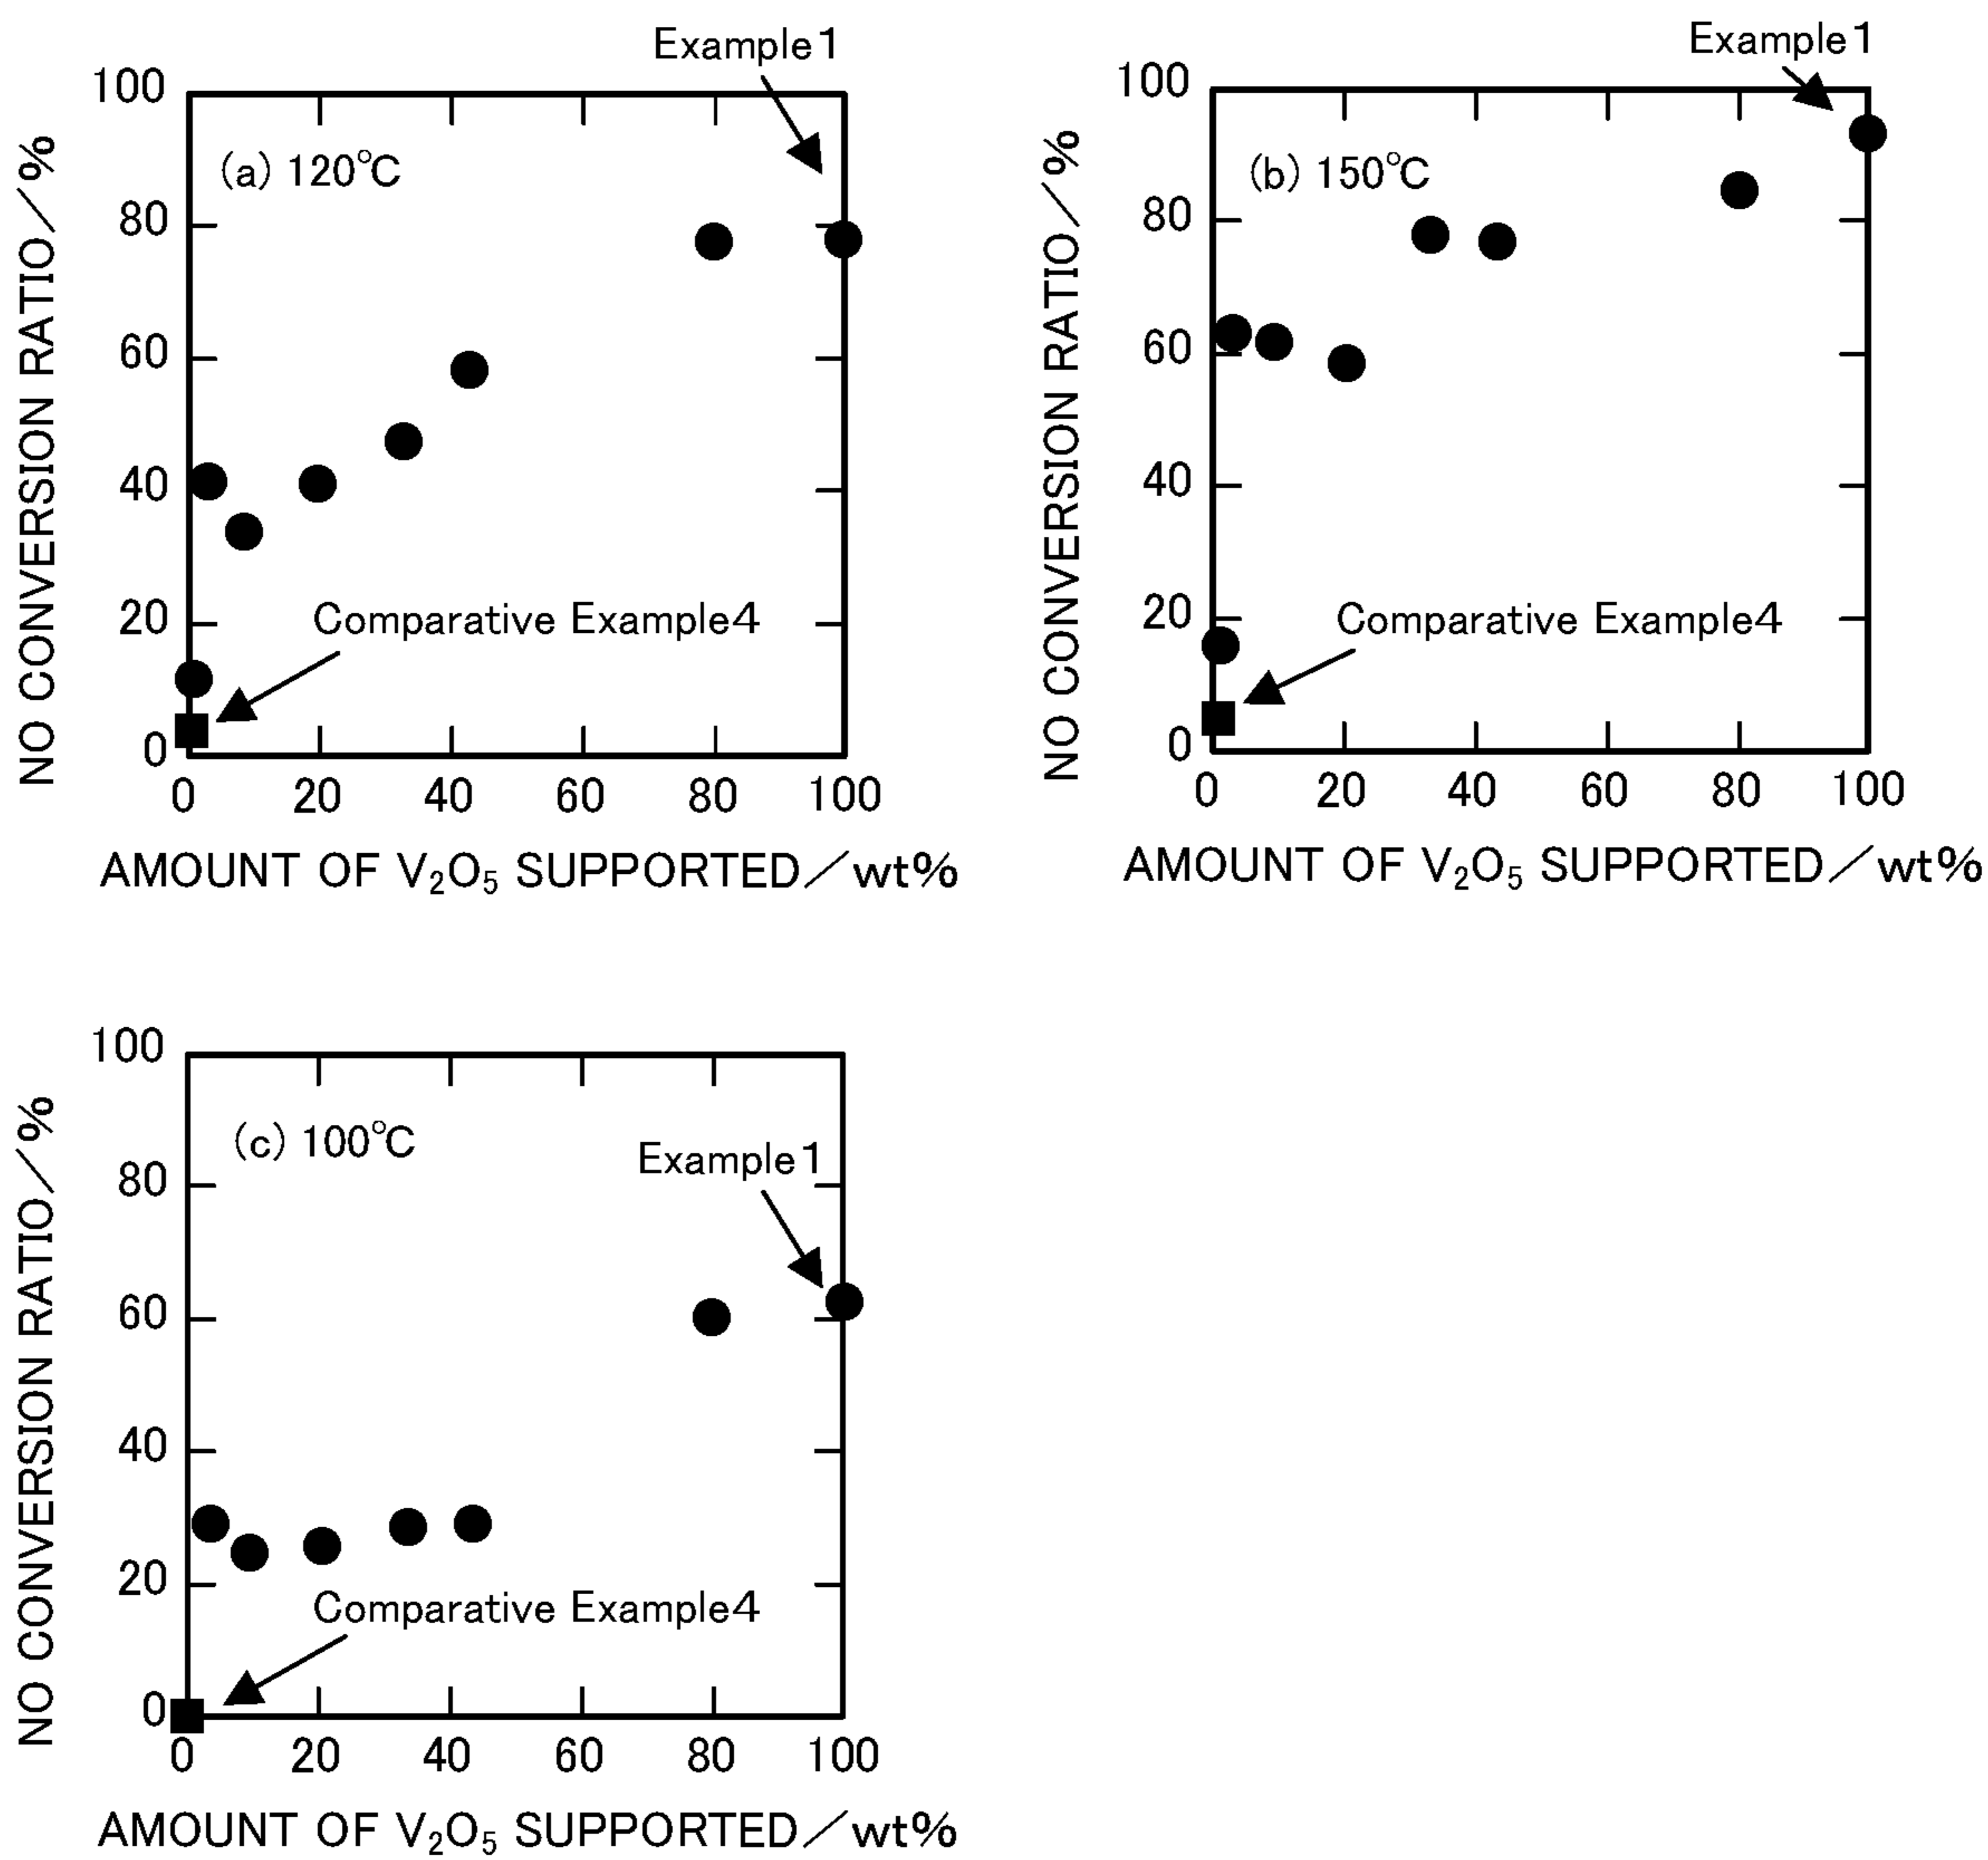 Example1
100
80
60
40
20
0
NO CONVERSION RATIO/%
(a) 120°C
Comparative Example4
0 20 40 60 80 100
AMOUNT OF V₂O₅ SUPPORTED/wt%
Example1
100
80
60
40
20
0
NO CONVERSION RATIO/%
(b) 150°C
Comparative Example4
0 20 40 60 80 100
AMOUNT OF V₂O₅ SUPPORTED/wt%
100
80
60
40
20
0
NO CONVERSION RATIO/%
(c) 100°C
Example1
Comparative Example4
0 20 40 60 80 100
AMOUNT OF V₂O₅ SUPPORTED/wt%